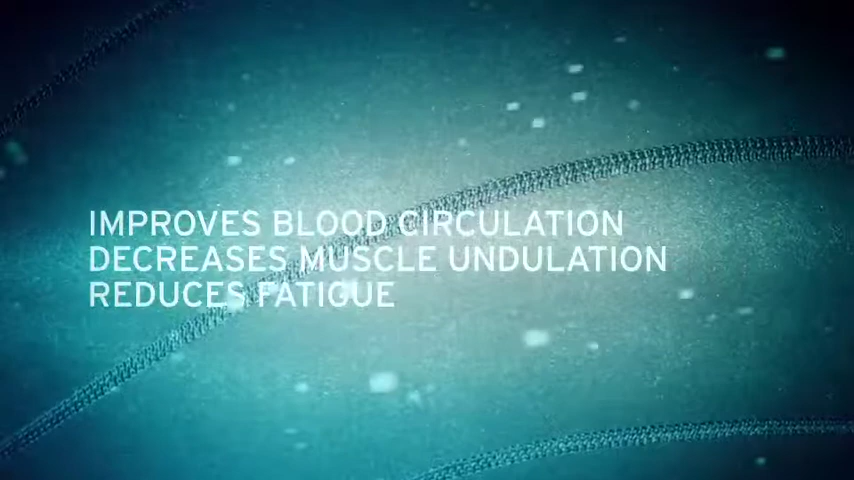 IMPROVES BLOOD CIRCULATION
DECREASES MUSCLE UNDULATION
REDUCES FATIGUE